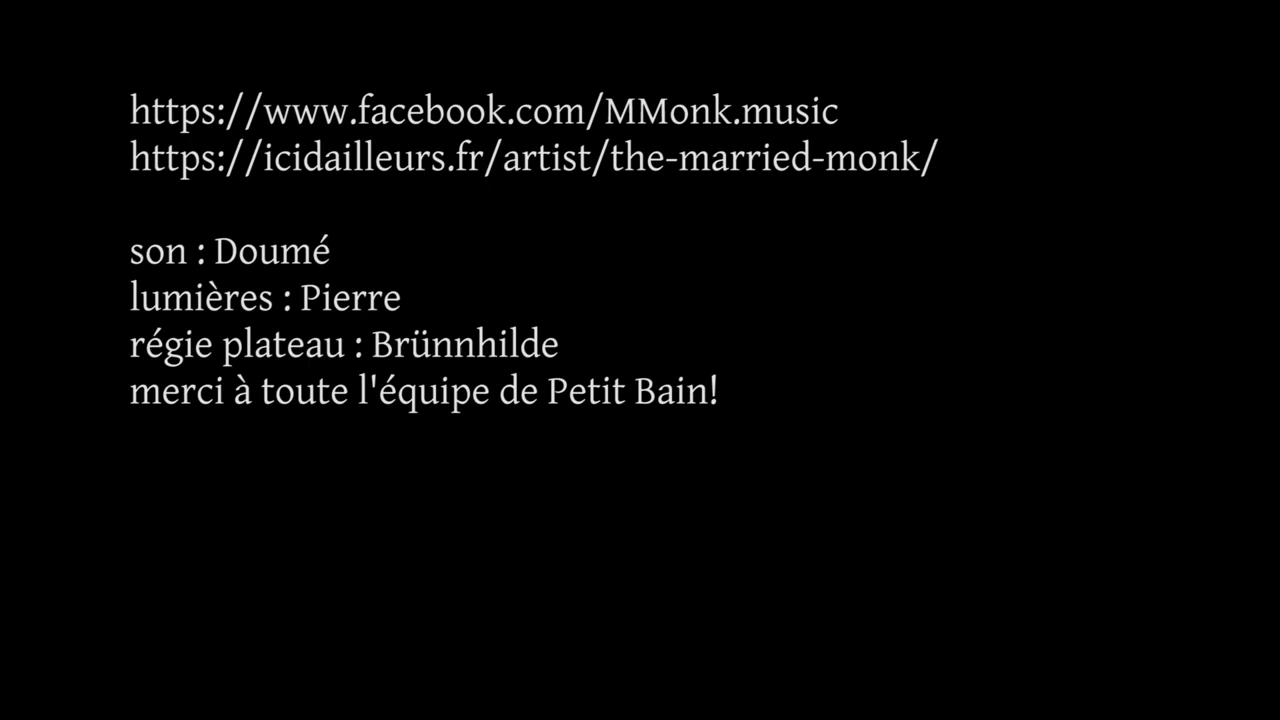 https://www.facebook.com/MMonk.music
https://icidailleurs.fr/artist/the-married-monk/
son : Doumé
lumières : Pierre
régie plateau : Brünnhilde
merci à toute l'équipe de Petit Bain!